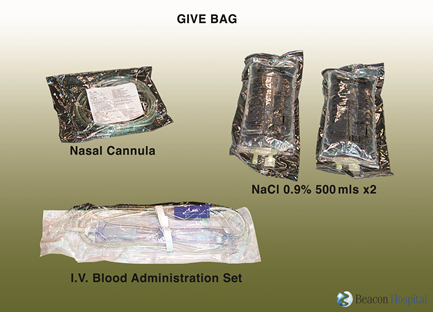 GIVE BAG
Nasal Cannula
NaCl 0.9% 500 mls x2
I.V. Blood Administration Set
Beacon Hospital